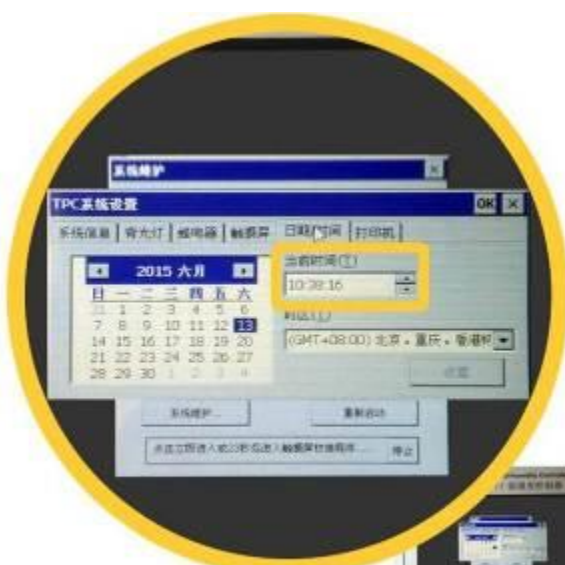 系统维护
TPC系统设置 OK ×
系统信息 背光灯 蜂鸣器 触摸屏 日期/时间 打印机
2015 六月
当前时间(T)
日 一 二 三 四 五 六
10:38:16
31 1 2 3 4 5 6
7 8 9 10 11 12 13
时区(T)
14 15 16 17 18 19 20
(GMT+08:00) 北京，重庆，香港特
21 22 23 24 25 26 27
28 29 30 1 2 3 4
设置
系统维护... 重新启动
停止